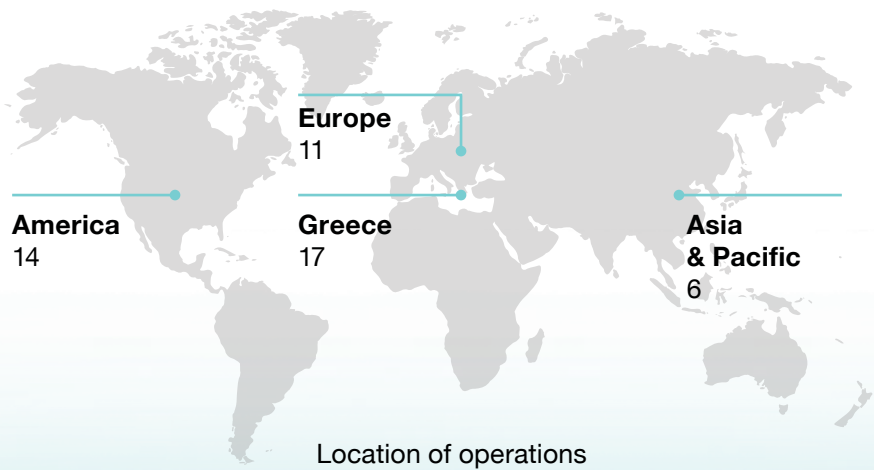 Europe
11
America
14
Greece
17
Asia
& Pacific
6
Location of operations